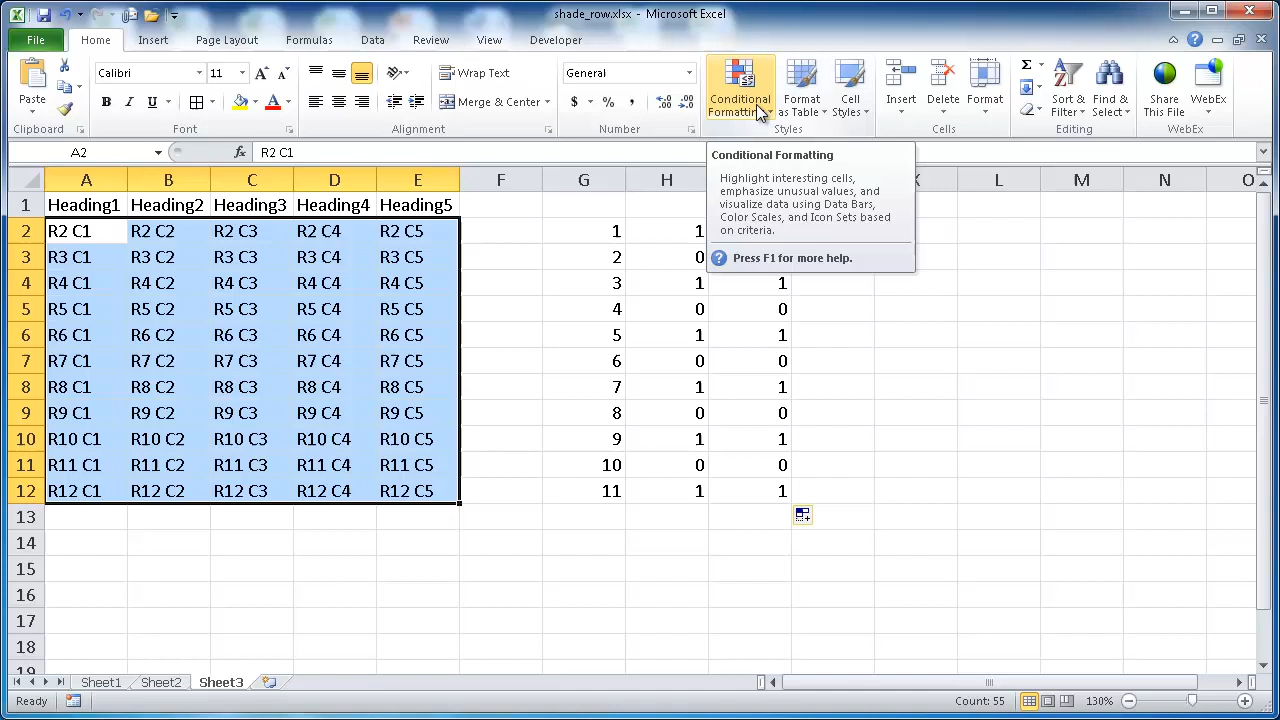 shade_row.xlsx - Microsoft Excel
File Home Insert Page Layout Formulas Data Review View Developer
Paste
Clipboard
Calibri 11
B I U A
Font
Wrap Text
Merge & Center
Alignment
General
$ % ,
Number
Conditional Formatting
Format as Table
Cell Styles
Styles
Insert Delete Format
Cells
Sort & Filter
Find & Select
Editing
Share This File
WebEx
WebEx
A2 fx R2 C1
Conditional Formatting
Highlight interesting cells,
emphasize unusual values, and
visualize data using Data Bars,
Color Scales, and Icon Sets based
on criteria.
Press F1 for more help.
A B C D E F G H K L M N O
1 Heading1 Heading2 Heading3 Heading4 Heading5
2 R2 C1 R2 C2 R2 C3 R2 C4 R2 C5 1 1
3 R3 C1 R3 C2 R3 C3 R3 C4 R3 C5 2 0
4 R4 C1 R4 C2 R4 C3 R4 C4 R4 C5 3 1 1
5 R5 C1 R5 C2 R5 C3 R5 C4 R5 C5 4 0 0
6 R6 C1 R6 C2 R6 C3 R6 C4 R6 C5 5 1 1
7 R7 C1 R7 C2 R7 C3 R7 C4 R7 C5 6 0 0
8 R8 C1 R8 C2 R8 C3 R8 C4 R8 C5 7 1 1
9 R9 C1 R9 C2 R9 C3 R9 C4 R9 C5 8 0 0
10 R10 C1 R10 C2 R10 C3 R10 C4 R10 C5 9 1 1
11 R11 C1 R11 C2 R11 C3 R11 C4 R11 C5 10 0 0
12 R12 C1 R12 C2 R12 C3 R12 C4 R12 C5 11 1 1
13
14
15
16
17
18
19
Sheet1 Sheet2 Sheet3
Ready Count: 55 130%